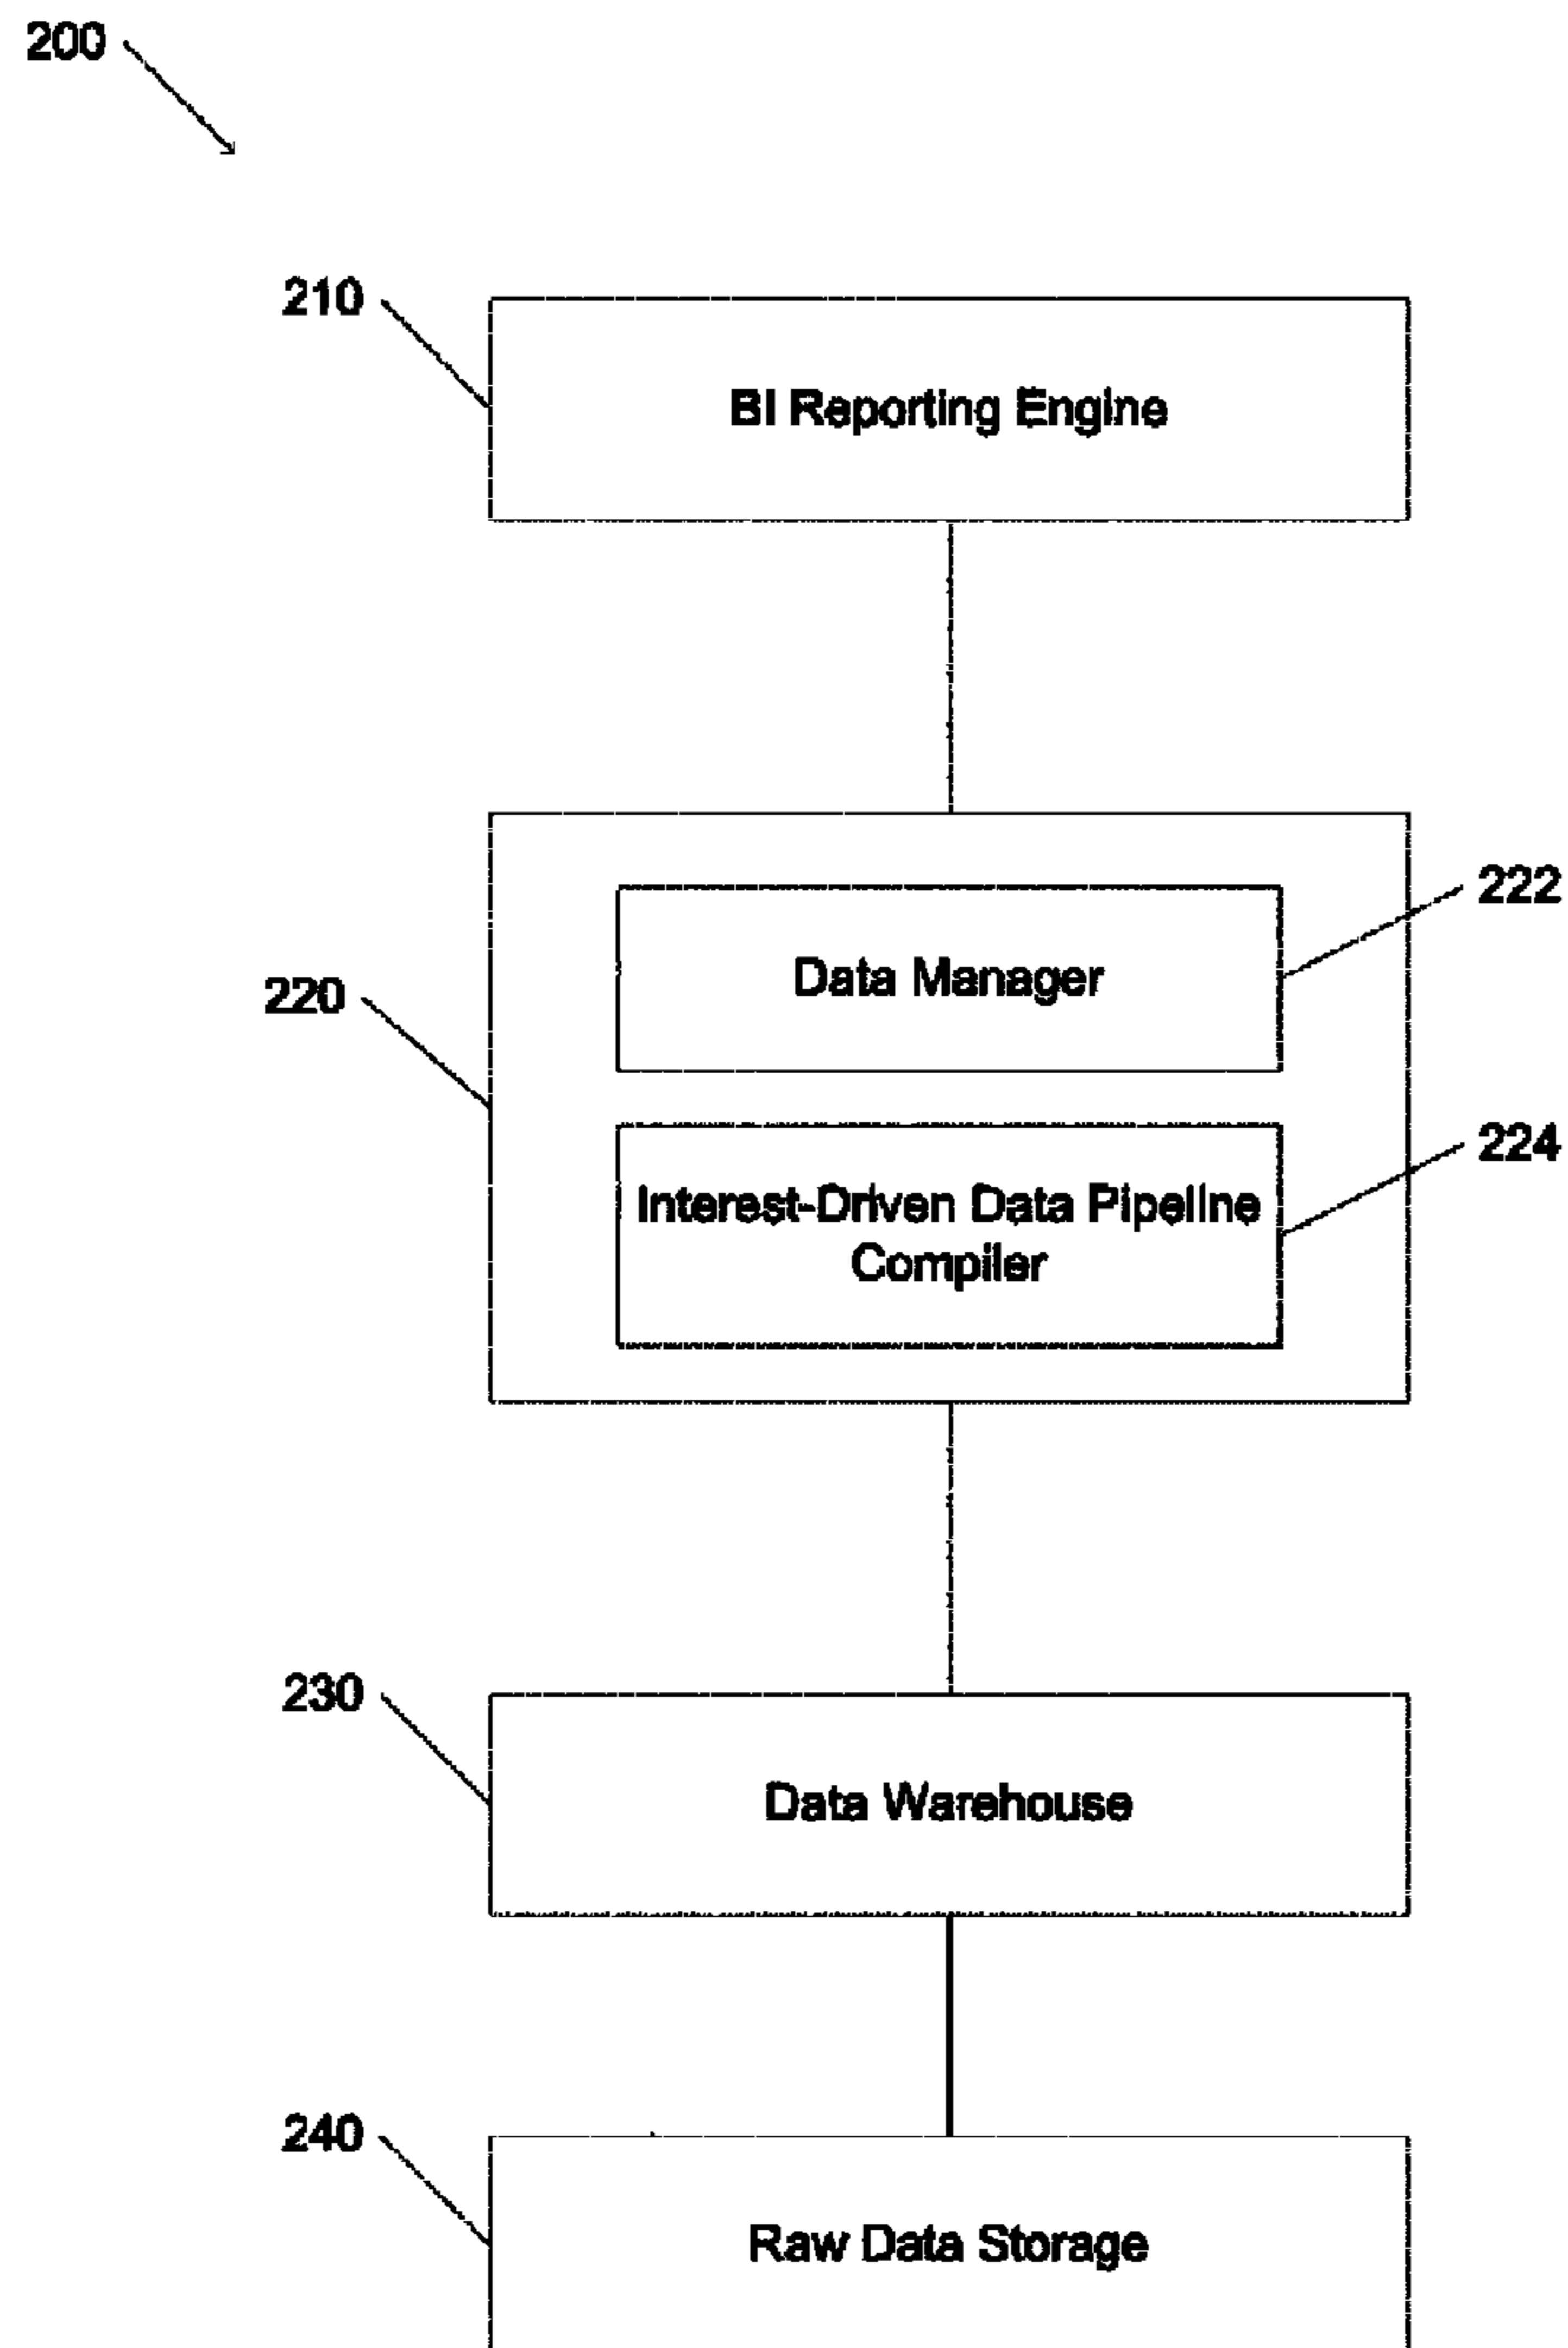 200
210
BI Reporting Engine
222
Data Manager
220
224
Interest-Driven Data Pipeline
Compiler
230
Data Warehouse
240
Raw Data Storage